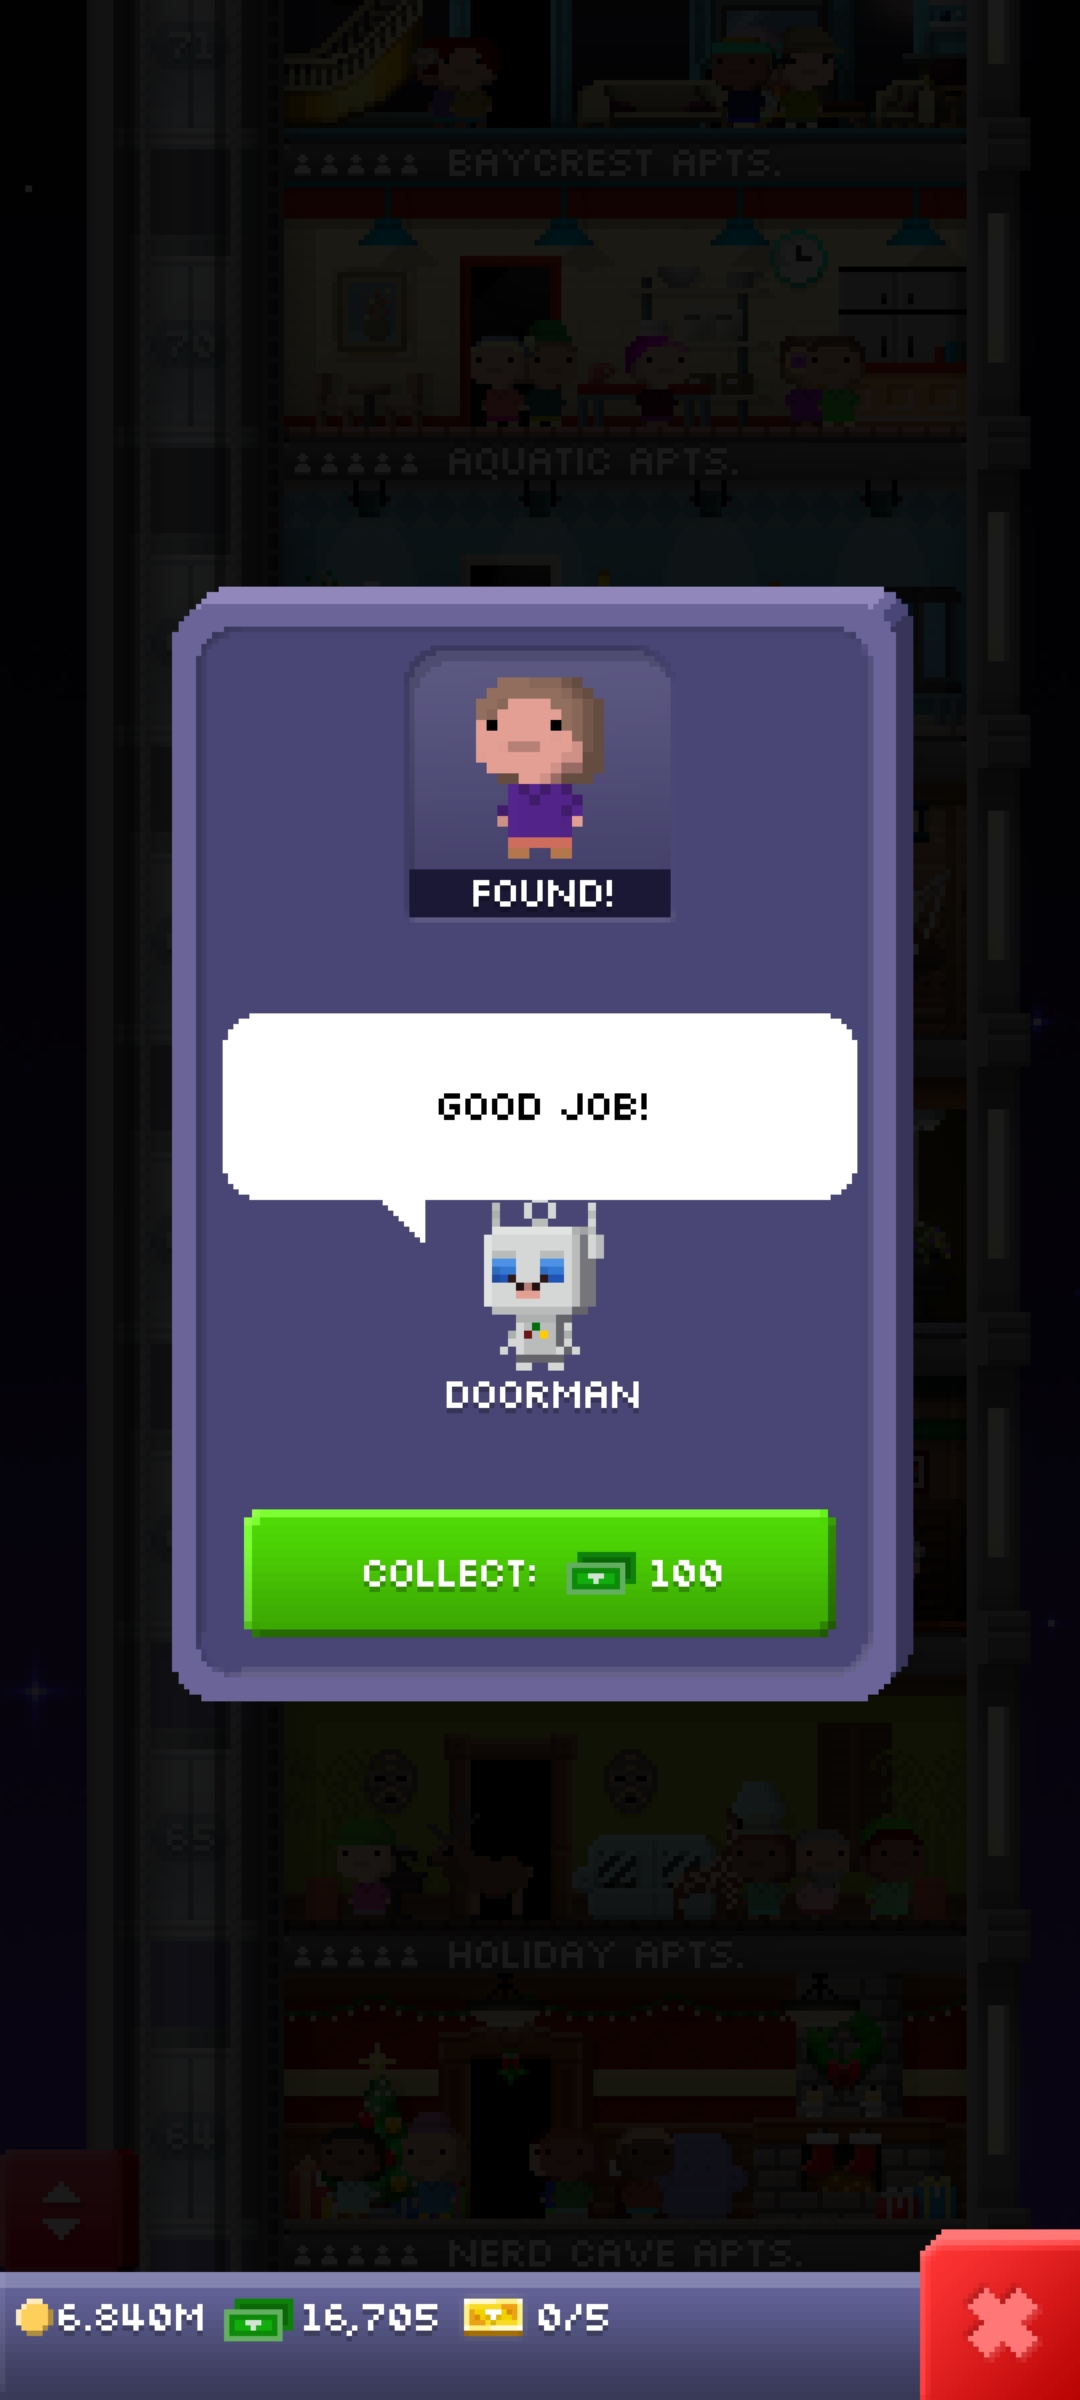 71
BAYCREST APTS.
70
AQUATIC APTS.
FOUND!
GOOD JOB!
DOORMAN
COLLECT: 100
65
HOLIDAY APTS.
64
NERD CAVE APTS.
6.840M 16,705 0/5